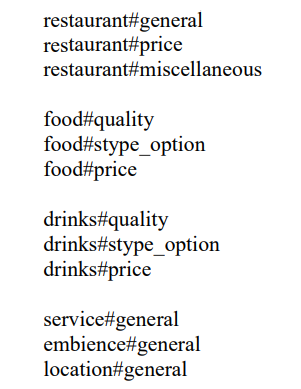 restaurant#general
restaurant#price
restaurant#miscellaneous
food#quality
food#stype_option
food#price
drinks#quality
drinks#stype_option
drinks#price
service#general
embience#general
location#general